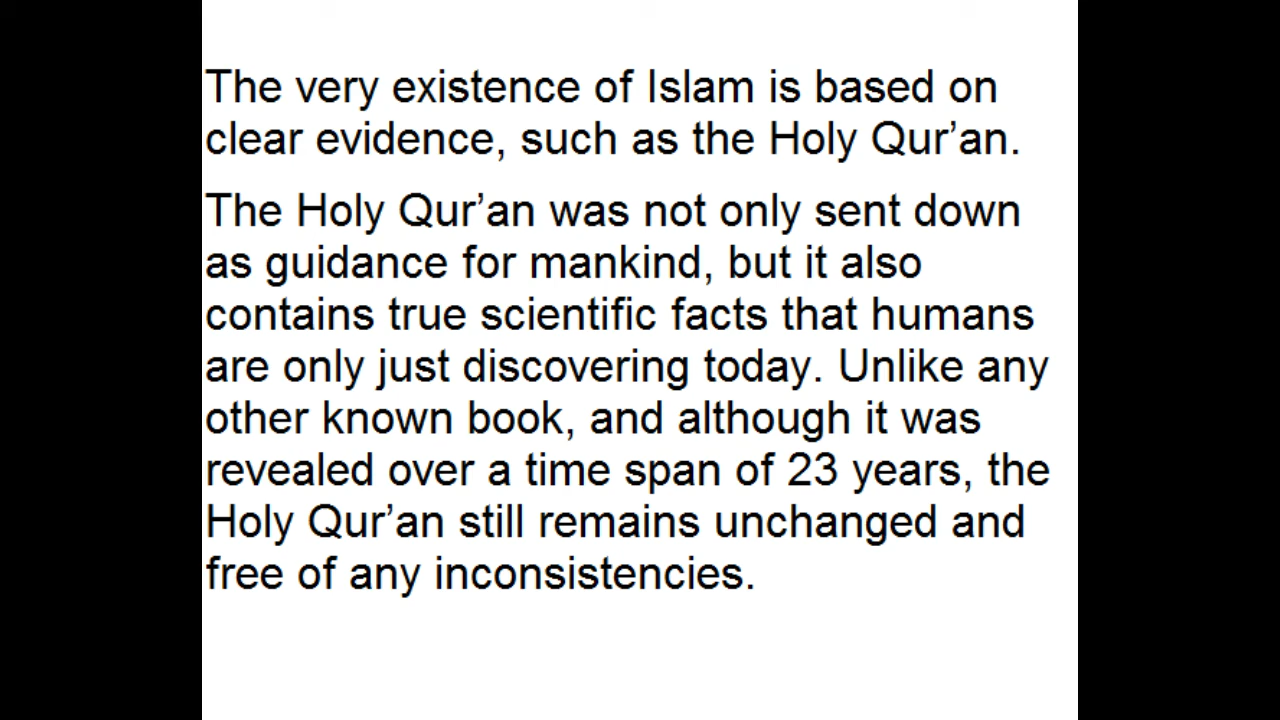 The very existence of Islam is based on
clear evidence, such as the Holy Qur’an.
The Holy Qur’an was not only sent down
as guidance for mankind, but it also
contains true scientific facts that humans
are only just discovering today. Unlike any
other known book, and although it was
revealed over a time span of 23 years, the
Holy Qur’an still remains unchanged and
free of any inconsistencies.